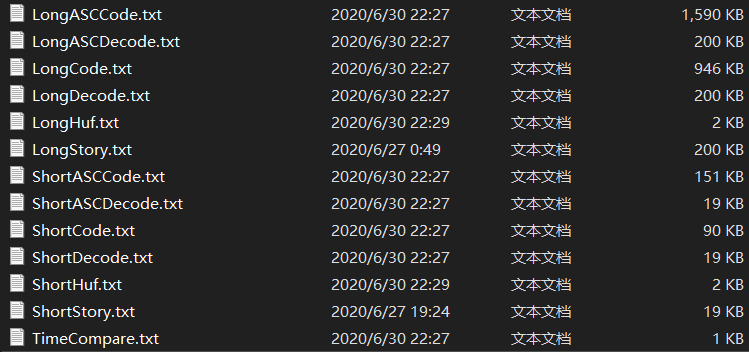 LongASCCode.txt 2020/6/30 22:27 文本文档 1,590 KB
LongASCDecode.txt 2020/6/30 22:27 文本文档 200 KB
LongCode.txt 2020/6/30 22:27 文本文档 946 KB
LongDecode.txt 2020/6/30 22:27 文本文档 200 KB
LongHuf.txt 2020/6/30 22:29 文本文档 2 KB
LongStory.txt 2020/6/27 0:49 文本文档 200 KB
ShortASCCode.txt 2020/6/30 22:27 文本文档 151 KB
ShortASCDecode.txt 2020/6/30 22:27 文本文档 19 KB
ShortCode.txt 2020/6/30 22:27 文本文档 90 KB
ShortDecode.txt 2020/6/30 22:27 文本文档 19 KB
ShortHuf.txt 2020/6/30 22:29 文本文档 2 KB
ShortStory.txt 2020/6/27 19:24 文本文档 19 KB
TimeCompare.txt 2020/6/30 22:27 文本文档 1 KB